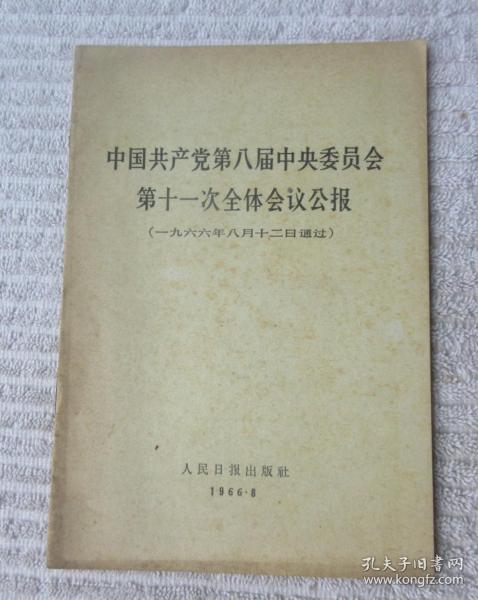 中国共产党第八届中央委员会
第十一次全体会议公报
(一九六六年八月十二日通过)
人民日报出版社
1966·8
孔夫子旧书网
www.kongfz.com